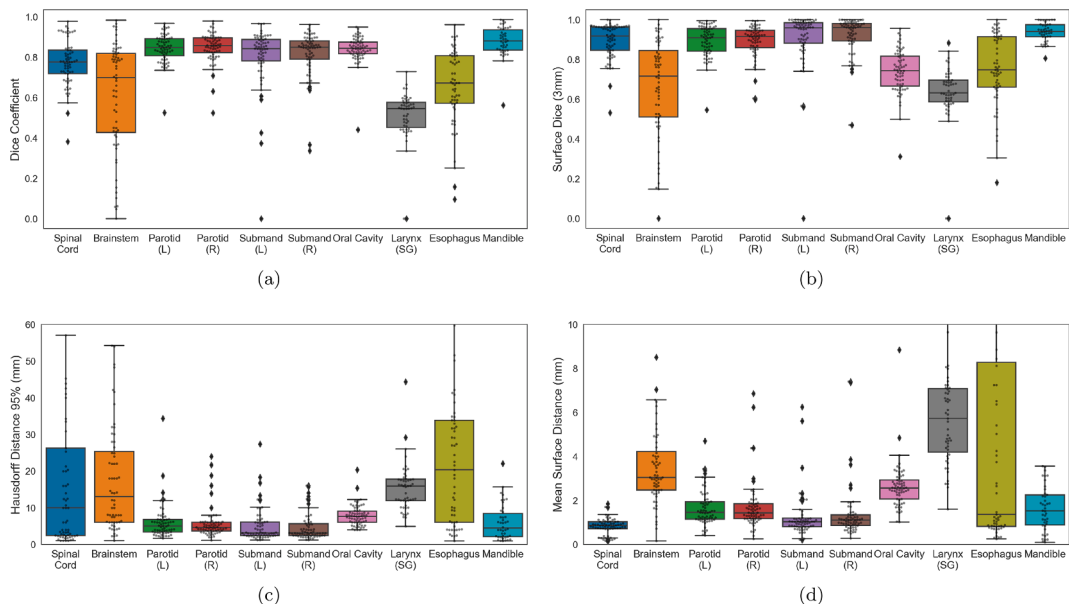 Dice Coefficient
1.0
0.8
0.6
0.4
0.2
0.0
Spinal Brainstem Parotid Parotid Submand Submand Oral Cavity Larynx Esophagus Mandible
Cord (L) (R) (L) (R) (SG)
(a)
Surface Dice (3mm)
1.0
0.8
0.6
0.4
0.2
0.0
Spinal Brainstem Parotid Parotid Submand Submand Oral Cavity Larynx Esophagus Mandible
Cord (L) (R) (L) (R) (SG)
(b)
Hausdorff Distance 95% (mm)
60
50
40
30
20
10
0
Spinal Brainstem Parotid Parotid Submand Submand Oral Cavity Larynx Esophagus Mandible
Cord (L) (R) (L) (R) (SG)
(c)
Mean Surface Distance (mm)
10
8
6
4
2
0
Spinal Brainstem Parotid Parotid Submand Submand Oral Cavity Larynx Esophagus Mandible
Cord (L) (R) (L) (R) (SG)
(d)